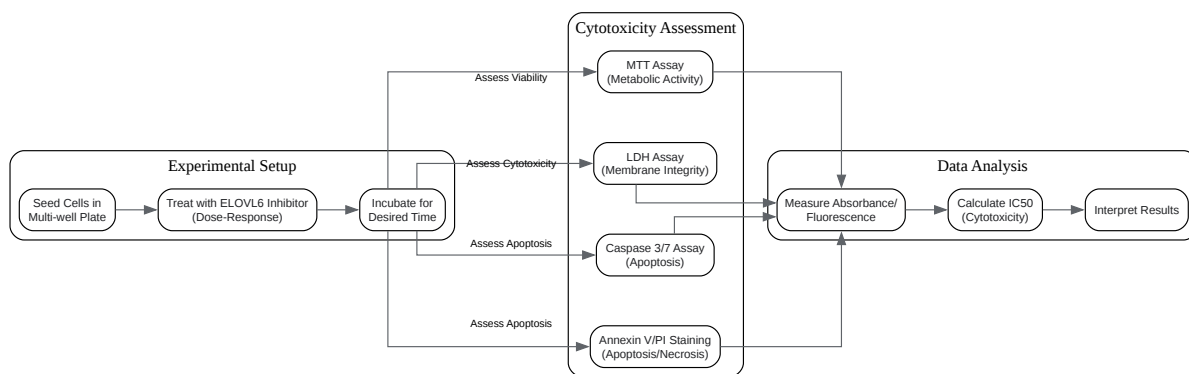 Experimental Setup
Seed Cells in
Multi-well Plate
Treat with ELOVL6 Inhibitor
(Dose-Response)
Incubate for
Desired Time
Assess Viability
Assess Cytotoxicity
Assess Apoptosis
Assess Apoptosis
Cytotoxicity Assessment
MTT Assay
(Metabolic Activity)
LDH Assay
(Membrane Integrity)
Caspase 3/7 Assay
(Apoptosis)
Annexin V/PI Staining
(Apoptosis/Necrosis)
Data Analysis
Measure Absorbance/
Fluorescence
Calculate IC50
(Cytotoxicity)
Interpret Results